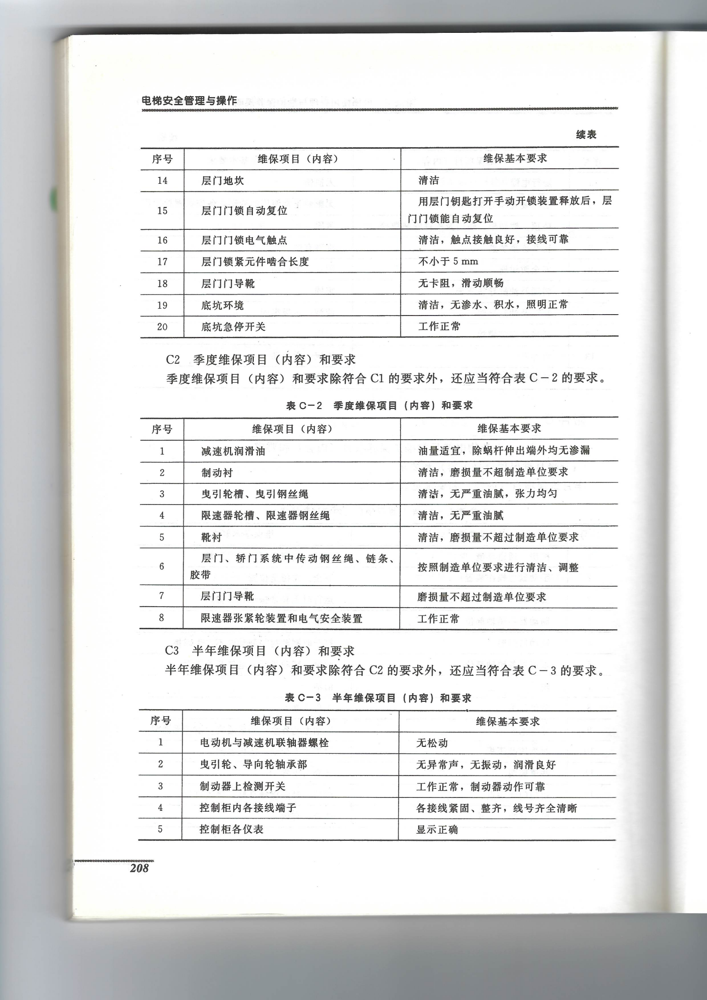 电梯安全管理与操作
续表
序号 维保项目（内容） 维保基本要求
14 层门地坎 清洁
15 层门门锁自动复位 用层门钥匙打开手动开锁装置释放后，层
门门锁能自动复位
16 层门门锁电气触点 清洁，触点接触良好，接线可靠
17 层门锁紧元件啮合长度 不小于 5 mm
18 层门门导靴 无卡阻，滑动顺畅
19 底坑环境 清洁，无渗水、积水，照明正常
20 底坑急停开关 工作正常
C2 季度维保项目（内容）和要求
季度维保项目（内容）和要求除符合 C1 的要求外，还应当符合表 C－2 的要求。
表 C－2 季度维保项目（内容）和要求
序号 维保项目（内容） 维保基本要求
1 减速机润滑油 油量适宜，除蜗杆伸出端外均无渗漏
2 制动衬 清洁，磨损量不超制造单位要求
3 曳引轮槽、曳引钢丝绳 清洁，无严重油腻，张力均匀
4 限速器轮槽、限速器钢丝绳 清洁，无严重油腻
5 靴衬 清洁，磨损量不超过制造单位要求
6 层门、轿门系统中传动钢丝绳、链条、
胶带 按照制造单位要求进行清洁、调整
7 层门门导靴 磨损量不超过制造单位要求
8 限速器张紧轮装置和电气安全装置 工作正常
C3 半年维保项目（内容）和要求
半年维保项目（内容）和要求除符合 C2 的要求外，还应当符合表 C－3 的要求。
表 C－3 半年维保项目（内容）和要求
序号 维保项目（内容） 维保基本要求
1 电动机与减速机联轴器螺栓 无松动
2 曳引轮、导向轮轴承部 无异常声，无振动，润滑良好
3 制动器上检测开关 工作正常，制动器动作可靠
4 控制柜内各接线端子 各接线紧固、整齐，线号齐全清晰
5 控制柜各仪表 显示正确
208